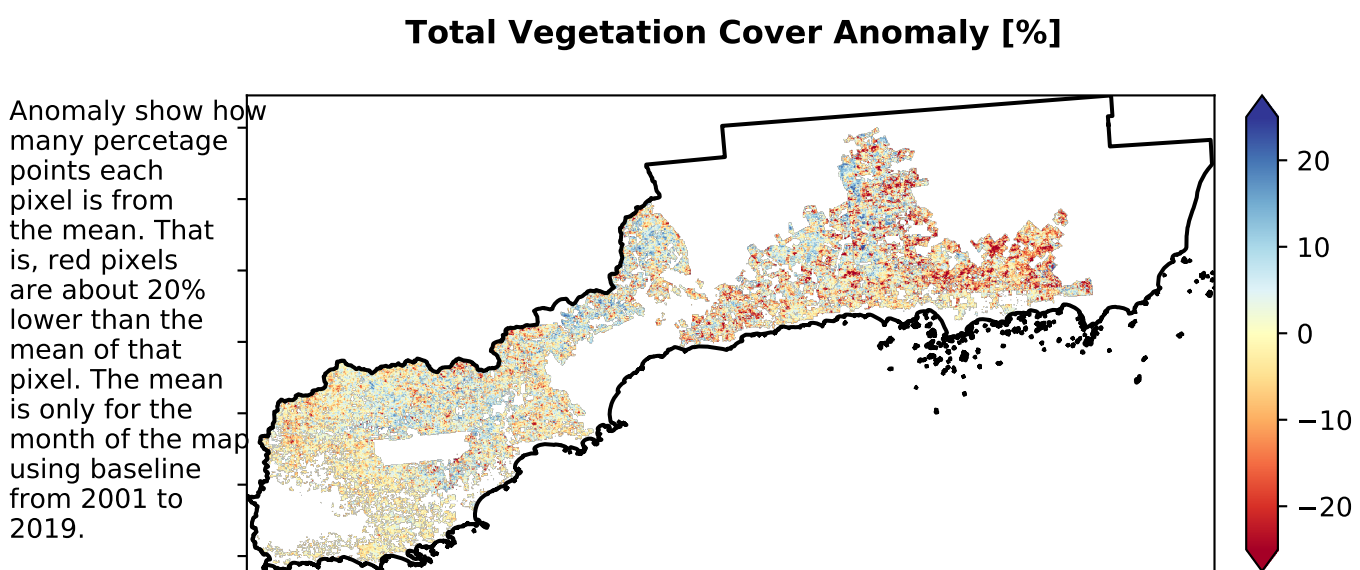 Total Vegetation Cover Anomaly [%]
Anomaly show how
many percetage
points each
pixel is from
the mean. That
is, red pixels
are about 20%
lower than the
mean of that
pixel. The mean
is only for the
month of the map
using baseline
from 2001 to
2019.
20
10
0
−10
−20